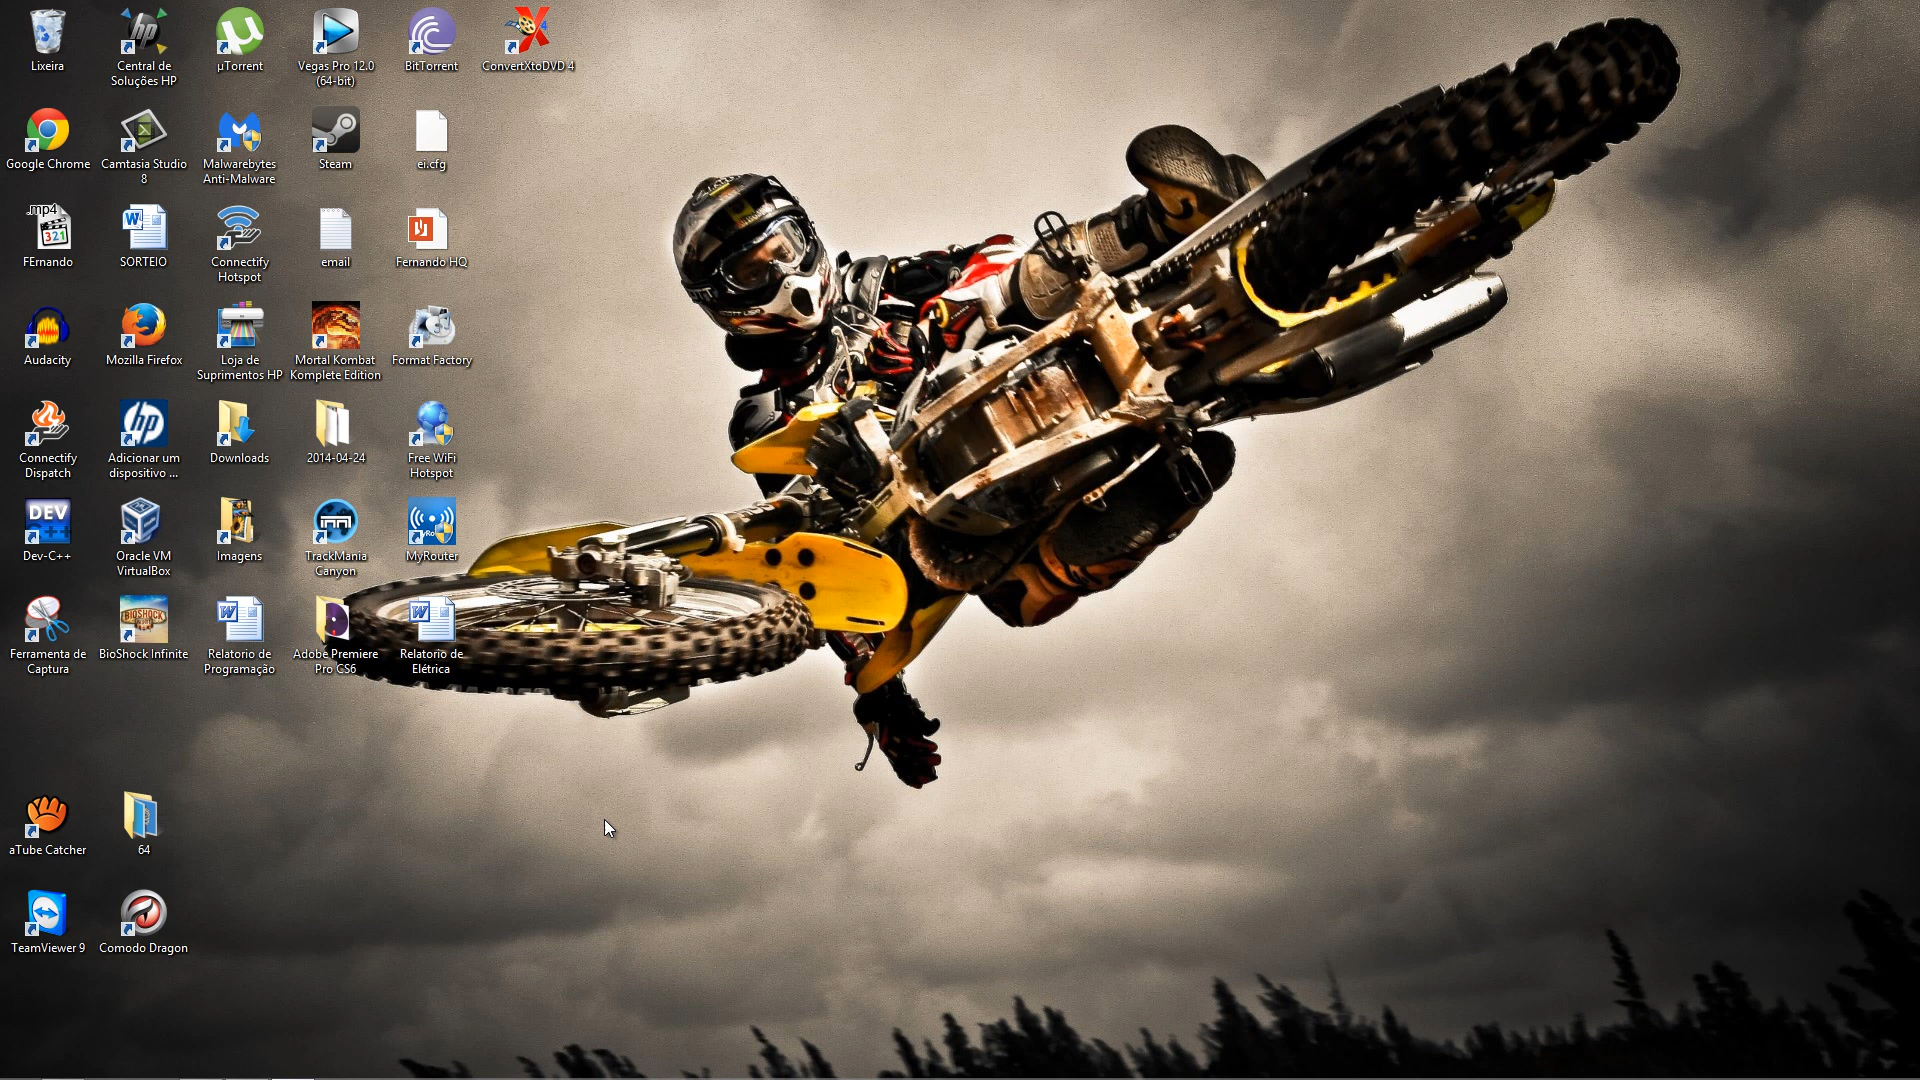 Lixeira
Central de
Soluções HP
µTorrent
Vegas Pro 12.0
(64-bit)
BitTorrent
ConvertXtoDVD 4
Google Chrome
Camtasia Studio
8
Malwarebytes
Anti-Malware
Steam
ei.cfg
.mp4
321
FErnando
SORTEIO
Connectify
Hotspot
email
Fernando HQ
Audacity
Mozilla Firefox
Loja de
Suprimentos HP
Mortal Kombat
Komplete Edition
Format Factory
Connectify
Dispatch
hp
Adicionar um
dispositivo ...
Downloads
2014-04-24
Free WiFi
Hotspot
DEV
C++
Dev-C++
Oracle VM
VirtualBox
Imagens
TrackMania
Canyon
MyRouter
Ferramenta de
Captura
BIOSHOCK
BioShock Infinite
Relatorio de
Programação
Adobe Premiere
Pro CS6
Relatorio de
Elétrica
aTube Catcher
64
TeamViewer 9
Comodo Dragon